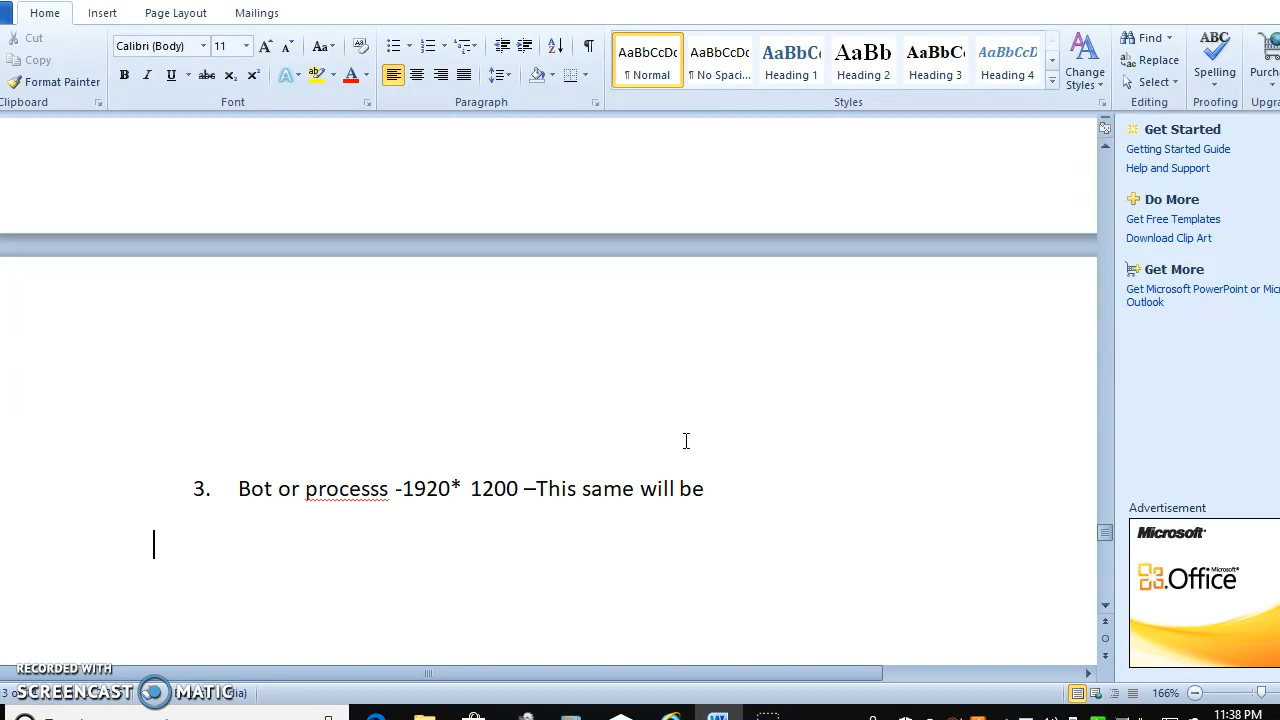 Home Insert Page Layout Mailings
Cut
Copy
Format Painter
Clipboard
Calibri (Body) 11
Font
Paragraph
AaBbCcDc AaBbCcDc AaBbC AaBb AaBbC AaBbCcD
¶ Normal ¶ No Spaci... Heading 1 Heading 2 Heading 3 Heading 4
Change
Styles
Styles
Find
Replace
Select
Editing
ABC
Spelling
Proofing
Purch
Upgra
Get Started
Getting Started Guide
Help and Support
Do More
Get Free Templates
Download Clip Art
Get More
Get Microsoft PowerPoint or Mic
Outlook
3. Bot or processs -1920* 1200 –This same will be
Advertisement
Microsoft
Microsoft
Office
RECORDED WITH
SCREENCAST MATIC
166%
11:38 PM